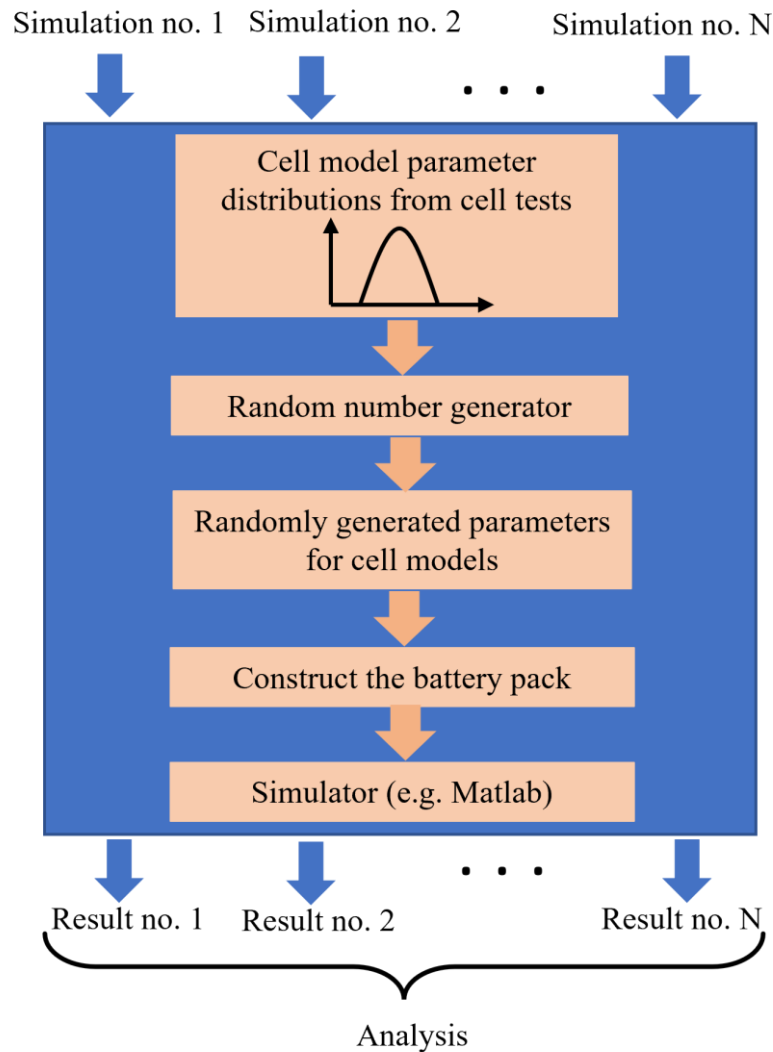 Simulation no. 1
Simulation no. 2
Simulation no. N
. . .
Cell model parameter
distributions from cell tests
Random number generator
Randomly generated parameters
for cell models
Construct the battery pack
Simulator (e.g. Matlab)
. . .
Result no. 1
Result no. 2
Result no. N
Analysis